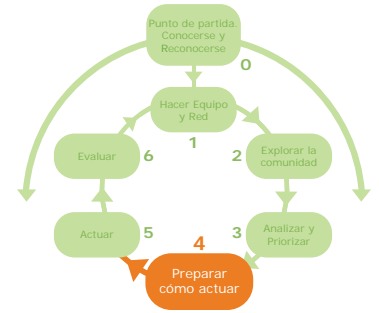 Punto de partida.
Conocerse y
Reconocerse
0
Hacer Equipo
y Red
1
Evaluar
6
2
Explorar la
comunidad
Actuar
5
3
Analizar y
Priorizar
4
Preparar
cómo actuar